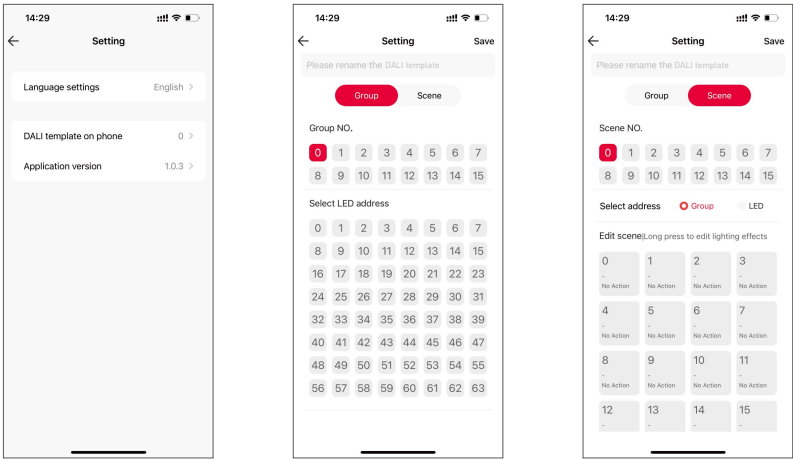 14:29
Setting
Language settings English
DALI template on phone 0
Application version 1.0.3
14:29
Setting Save
Please rename the DALI template
Group Scene
Group NO.
0 1 2 3 4 5 6 7
8 9 10 11 12 13 14 15
Select LED address
0 1 2 3 4 5 6 7
8 9 10 11 12 13 14 15
16 17 18 19 20 21 22 23
24 25 26 27 28 29 30 31
32 33 34 35 36 37 38 39
40 41 42 43 44 45 46 47
48 49 50 51 52 53 54 55
56 57 58 59 60 61 62 63
14:29
Setting Save
Please rename the DALI template
Group Scene
Scene NO.
0 1 2 3 4 5 6 7
8 9 10 11 12 13 14 15
Select address Group LED
Edit scene|Long press to edit lighting effects
0 1 2 3
- - - -
No Action No Action No Action No Action
4 5 6 7
- - - -
No Action No Action No Action No Action
8 9 10 11
- - - -
No Action No Action No Action No Action
12 13 14 15
- - - -